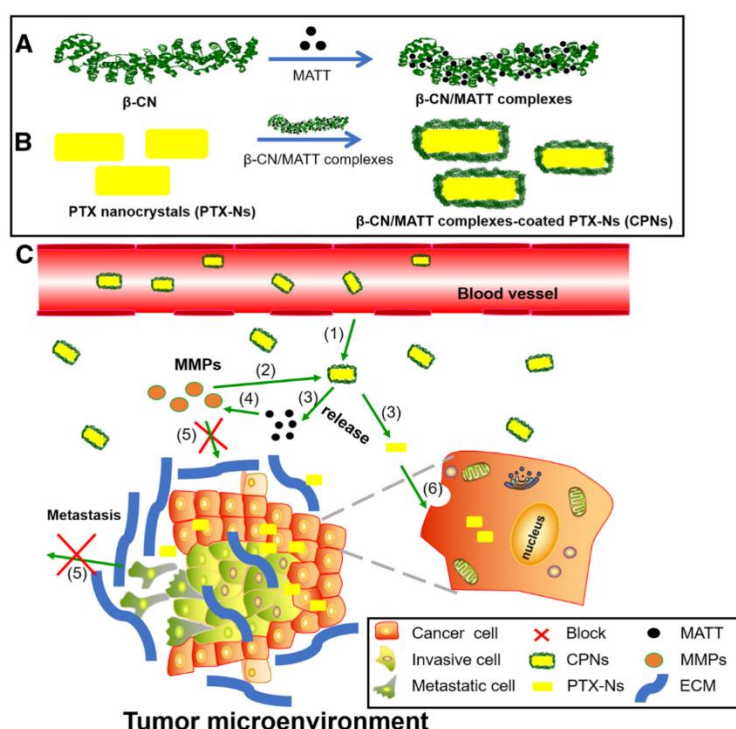 A
MATT
β-CN
β-CN/MATT complexes
B
β-CN/MATT complexes
PTX nanocrystals (PTX-Ns)
β-CN/MATT complexes-coated PTX-Ns (CPNs)
C
Blood vessel
(1)
MMPs
(2)
(4)
(3)
(3)
release
(5)
(6)
Metastasis
(5)
nucleus
Cancer cell
Block
MATT
Invasive cell
CPNs
MMPs
Metastatic cell
PTX-Ns
ECM
Tumor microenvironment